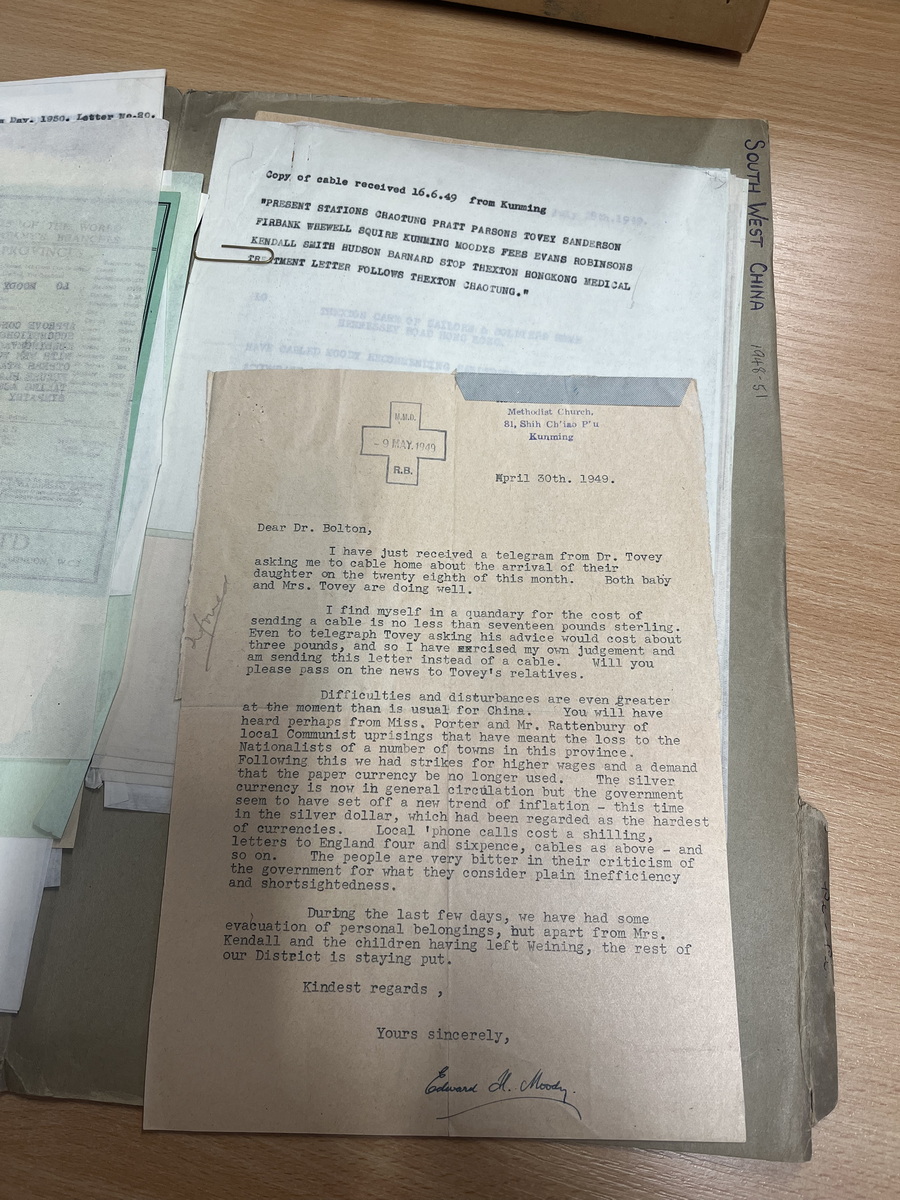 Day. 1950. Letter No.20.
SOUTH WEST CHINA 1948-51
Copy of cable received 16.6.49 from Kunming
"PRESENT STATIONS CHAOTUNG PRATT PARSONS TOVEY SANDERSON
FIRBANK WHEWELL SQUIRE KUNMING MOODYS FEES EVANS ROBINSONS
KENDALL SMITH HUDSON BARNARD STOP THEXTON HONGKONG MEDICAL
TREATMENT LETTER FOLLOWS THEXTON CHAOTUNG."
THEXTON CARE OF SAILORS & SOLDIERS HOME
HENNESSEY ROAD HONG KONG.
HAVE CABLED MOODY RECOMMENDING
Methodist Church,
81, Shih Ch'iao P'u
Kunming
M.M.D.
- 9 MAY. 1949
R.B.
April 30th. 1949.
Dear Dr. Bolton,
I have just received a telegram from Dr. Tovey
asking me to cable home about the arrival of their
daughter on the twenty eighth of this month. Both baby
and Mrs. Tovey are doing well.
I find myself in a quandary for the cost of
sending a cable is no less than seventeen pounds sterling.
Even to telegraph Tovey asking his advice would cost about
three pounds, and so I have exrcised my own judgement and
am sending this letter instead of a cable. Will you
please pass on the news to Tovey's relatives.
Difficulties and disturbances are even greater
at the moment than is usual for China. You will have
heard perhaps from Miss. Porter and Mr. Rattenbury of
local Communist uprisings that have meant the loss to the
Nationalists of a number of towns in this province.
Following this we had strikes for higher wages and a demand
that the paper currency be no longer used. The silver
currency is now in general circulation but the government
seem to have set off a new trend of inflation - this time
in the silver dollar, which had been regarded as the hardest
of currencies. Local 'phone calls cost a shilling,
letters to England four and sixpence, cables as above - and
so on. The people are very bitter in their criticism of
the government for what they consider plain inefficiency
and shortsightedness.
During the last few days, we have had some
evacuation of personal belongings, but apart from Mrs.
Kendall and the children having left Weining, the rest of
our District is staying put.
Kindest regards ,
Yours sincerely,
Edward H. Moody.